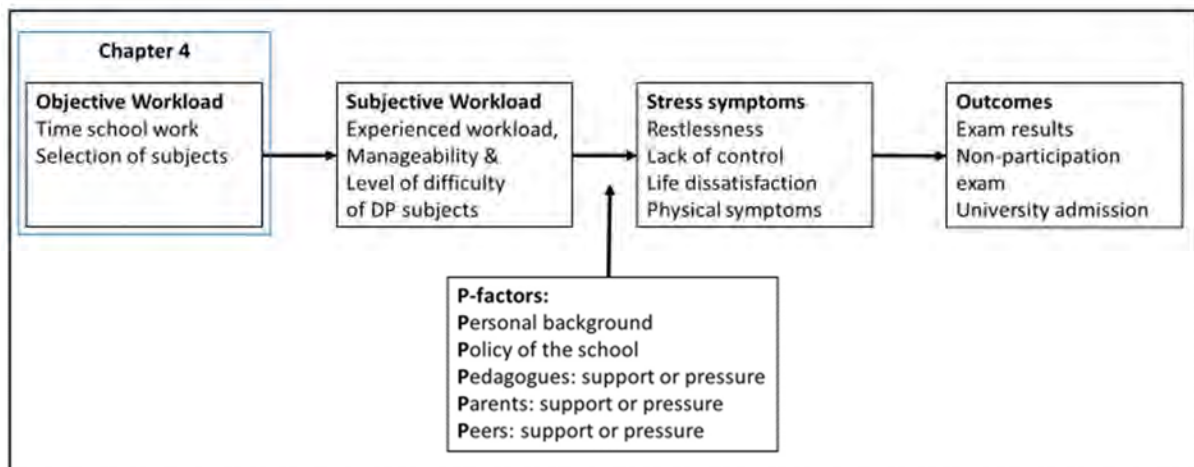 Chapter 4
Objective Workload
Time school work
Selection of subjects
Subjective Workload
Experienced workload,
Manageability &
Level of difficulty
of DP subjects
Stress symptoms
Restlessness
Lack of control
Life dissatisfaction
Physical symptoms
Outcomes
Exam results
Non-participation
exam
University admission
P-factors:
Personal background
Policy of the school
Pedagogues: support or pressure
Parents: support or pressure
Peers: support or pressure